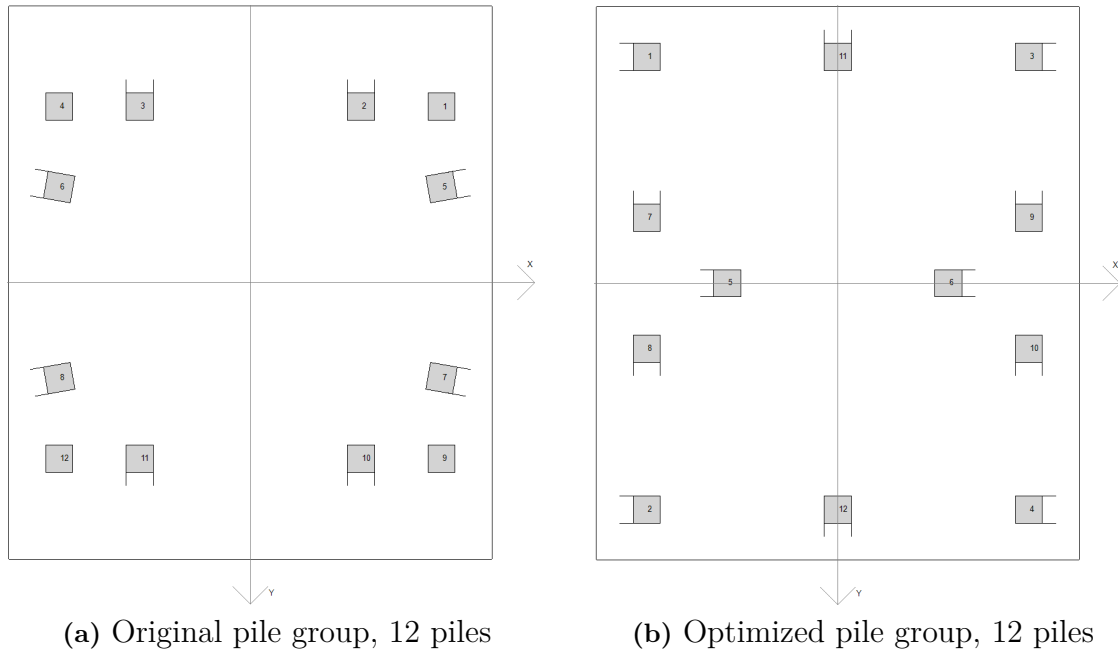 1 11 3
4 3 2 1
6 5
7 9
X X
5 6
8 10
8 7
12 11 10 9
2 12 4
Y Y
(a) Original pile group, 12 piles
(b) Optimized pile group, 12 piles